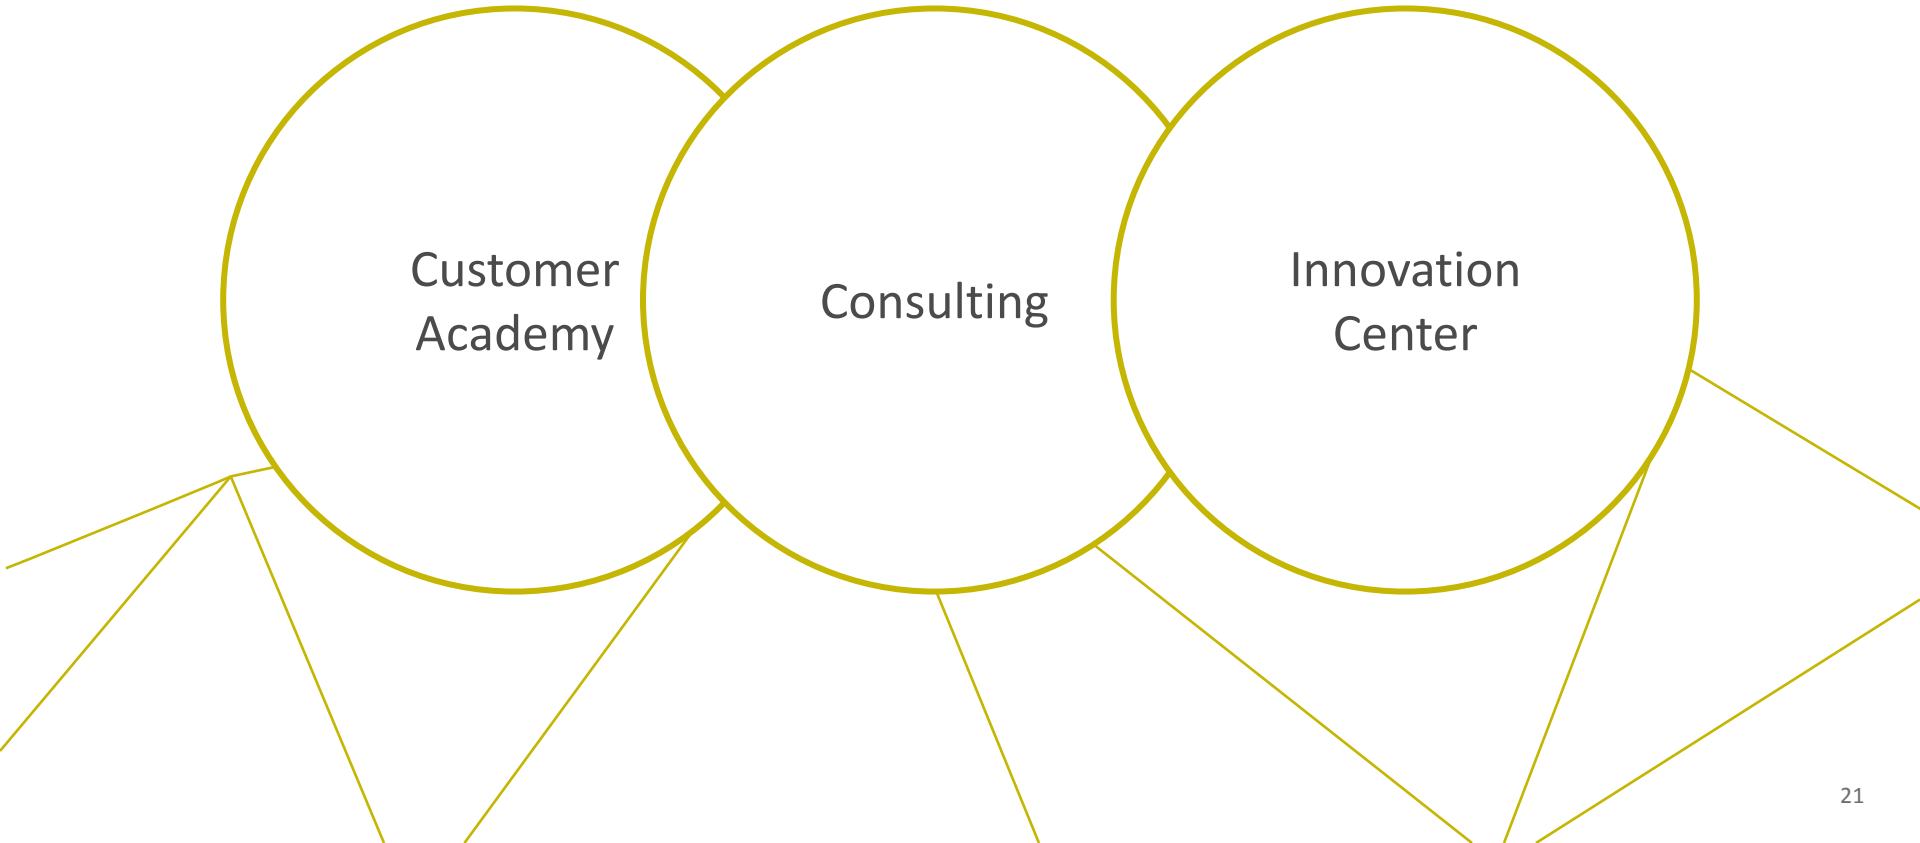 Customer
Academy
Consulting
Innovation
Center
21